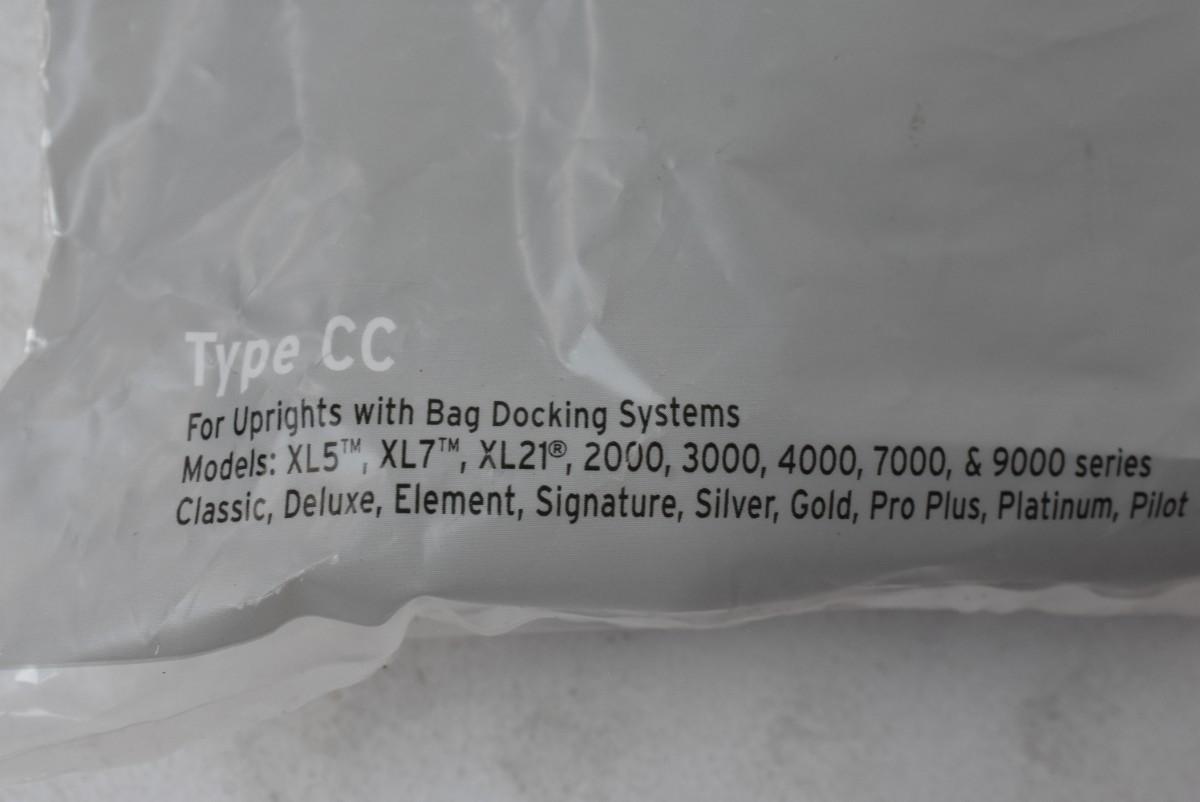 Type CC
For Uprights with Bag Docking Systems
Models: XL5™, XL7™, XL21®, 2000, 3000, 4000, 7000, & 9000 series
Classic, Deluxe, Element, Signature, Silver, Gold, Pro Plus, Platinum, Pilot